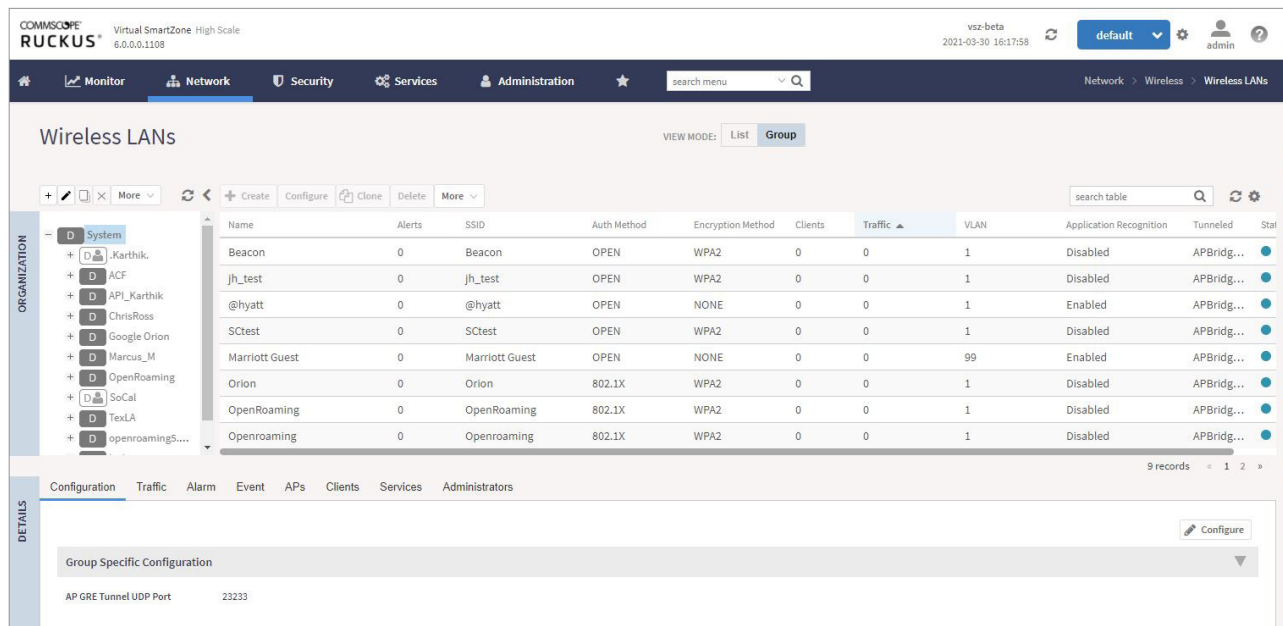 COMMSCOPE
RUCKUS
Virtual SmartZone High Scale
6.0.0.0.1108
vsz-beta
2021-03-30 16:17:58
default
admin
Monitor Network Security Services Administration search menu Network > Wireless > Wireless LANs
Wireless LANs
VIEW MODE: List Group
More Create Configure Clone Delete More search table
ORGANIZATION
D System
D .Karthik.
D ACF
D API_Karthik
D ChrisRoss
D Google Orion
D Marcus_M
D OpenRoaming
D SoCal
D TexLA
D openroaming5....
Name Alerts SSID Auth Method Encryption Method Clients Traffic VLAN Application Recognition Tunneled Stat
Beacon 0 Beacon OPEN WPA2 0 0 1 Disabled APBridg...
jh_test 0 jh_test OPEN WPA2 0 0 1 Disabled APBridg...
@hyatt 0 @hyatt OPEN NONE 0 0 1 Enabled APBridg...
SCtest 0 SCtest OPEN WPA2 0 0 1 Disabled APBridg...
Marriott Guest 0 Marriott Guest OPEN NONE 0 0 99 Enabled APBridg...
Orion 0 Orion 802.1X WPA2 0 0 1 Disabled APBridg...
OpenRoaming 0 OpenRoaming 802.1X WPA2 0 0 1 Disabled APBridg...
Openroaming 0 Openroaming 802.1X WPA2 0 0 1 Disabled APBridg...
9 records « 1 2 »
DETAILS
Configuration Traffic Alarm Event APs Clients Services Administrators
Configure
Group Specific Configuration
AP GRE Tunnel UDP Port 23233